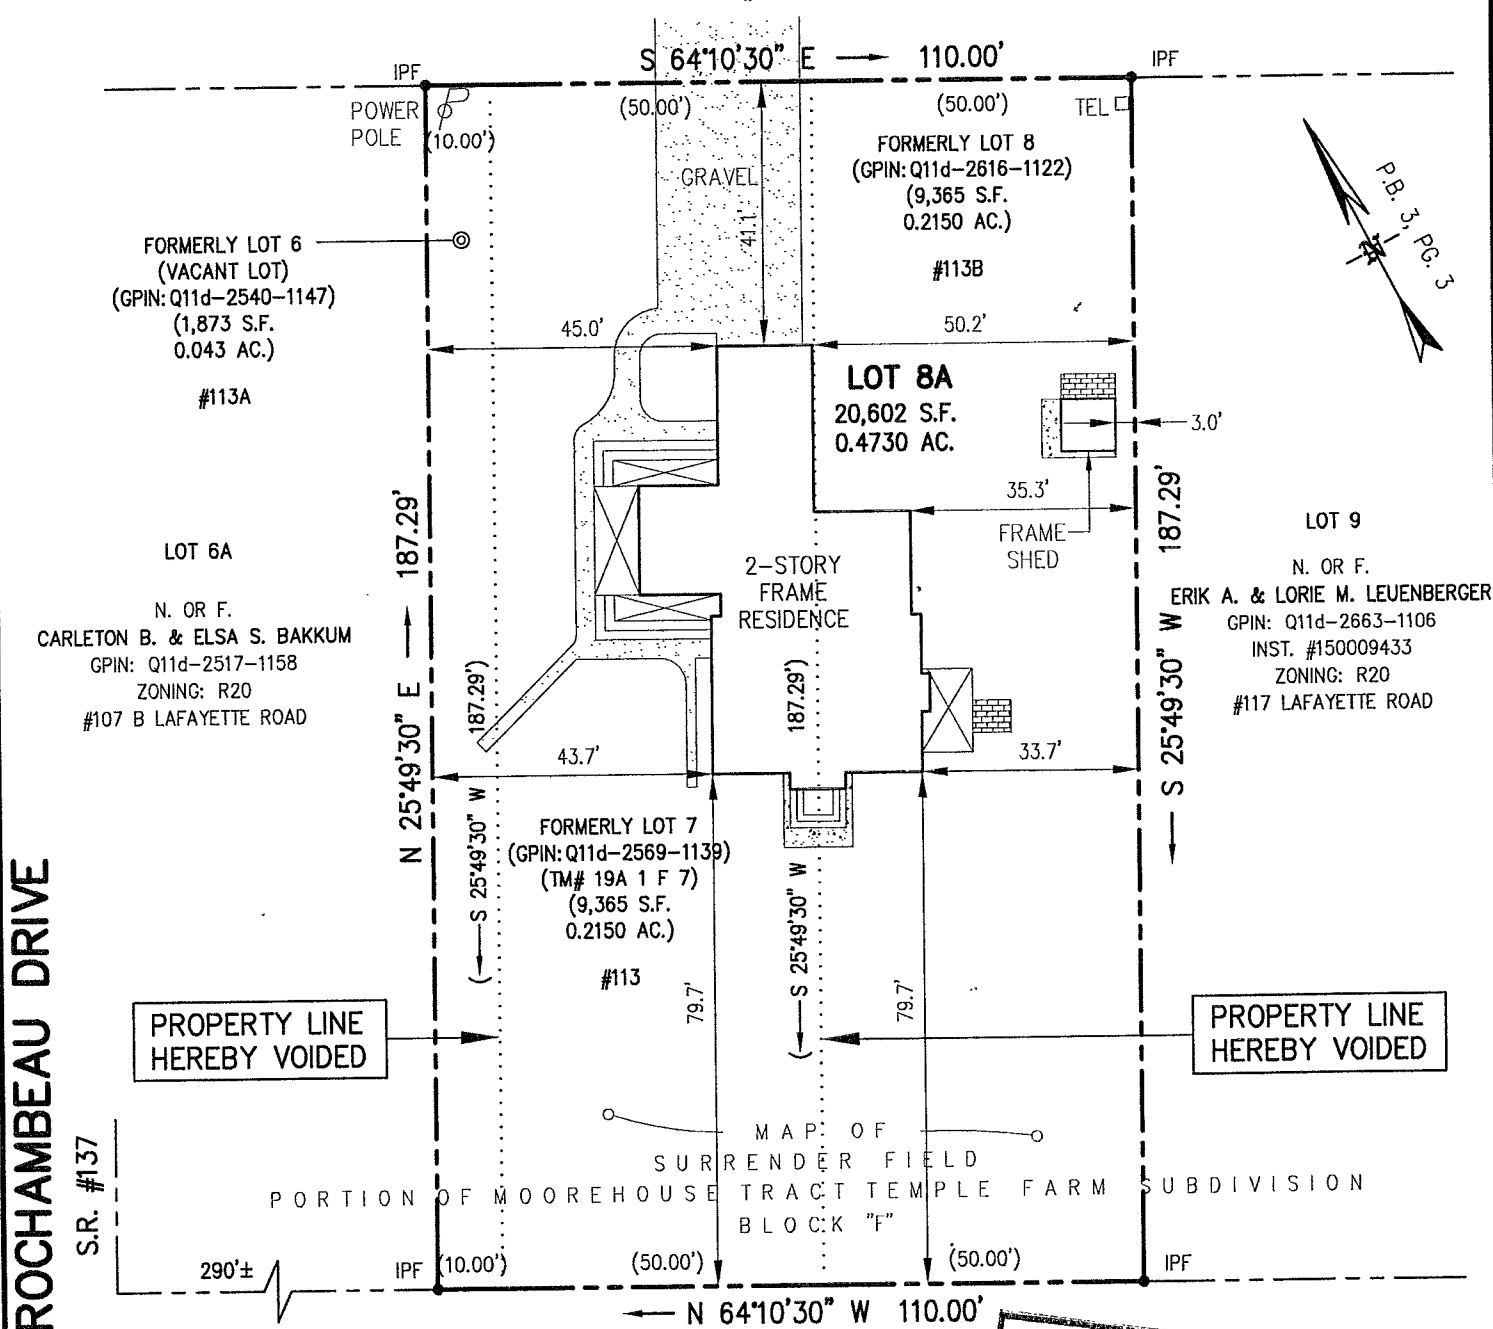 S 64°10'30" E 110.00'
IPF
IPF
POWER
POLE
(10.00')
(50.00')
(50.00')
TEL
GRAVEL
41.1'
FORMERLY LOT 8
(GPIN: Q11d-2616-1122)
(9,365 S.F.
0.2150 AC.)
#113B
P.B. 3, PG. 3
FORMERLY LOT 6
(VACANT LOT)
(GPIN: Q11d-2540-1147)
(1,873 S.F.
0.043 AC.)
#113A
45.0'
50.2'
LOT 8A
20,602 S.F.
0.4730 AC.
3.0'
35.3'
FRAME
SHED
2-STORY
FRAME
RESIDENCE
LOT 6A
N. OR F.
CARLETON B. & ELSA S. BAKKUM
GPIN: Q11d-2517-1158
ZONING: R20
#107 B LAFAYETTE ROAD
N 25°49'30" E 187.29'
LOT 9
N. OR F.
ERIK A. & LORIE M. LEUENBERGER
GPIN: Q11d-2663-1106
INST. #150009433
ZONING: R20
#117 LAFAYETTE ROAD
S 25°49'30" W 187.29'
S 25°49'30" W 187.29')
(
S 25°49'30" W 187.29')
(
43.7'
33.7'
FORMERLY LOT 7
(GPIN: Q11d-2569-1139)
(TM# 19A 1 F 7)
(9,365 S.F.
0.2150 AC.)
#113
79.7'
79.7'
PROPERTY LINE
HEREBY VOIDED
PROPERTY LINE
HEREBY VOIDED
MAP OF
SURRENDER FIELD
PORTION OF MOOREHOUSE TRACT TEMPLE FARM SUBDIVISION
BLOCK "F"
ROCHAMBEAU DRIVE
S.R. #137
290'±
IPF
(10.00')
(50.00')
(50.00')
IPF
N 64°10'30" W 110.00'